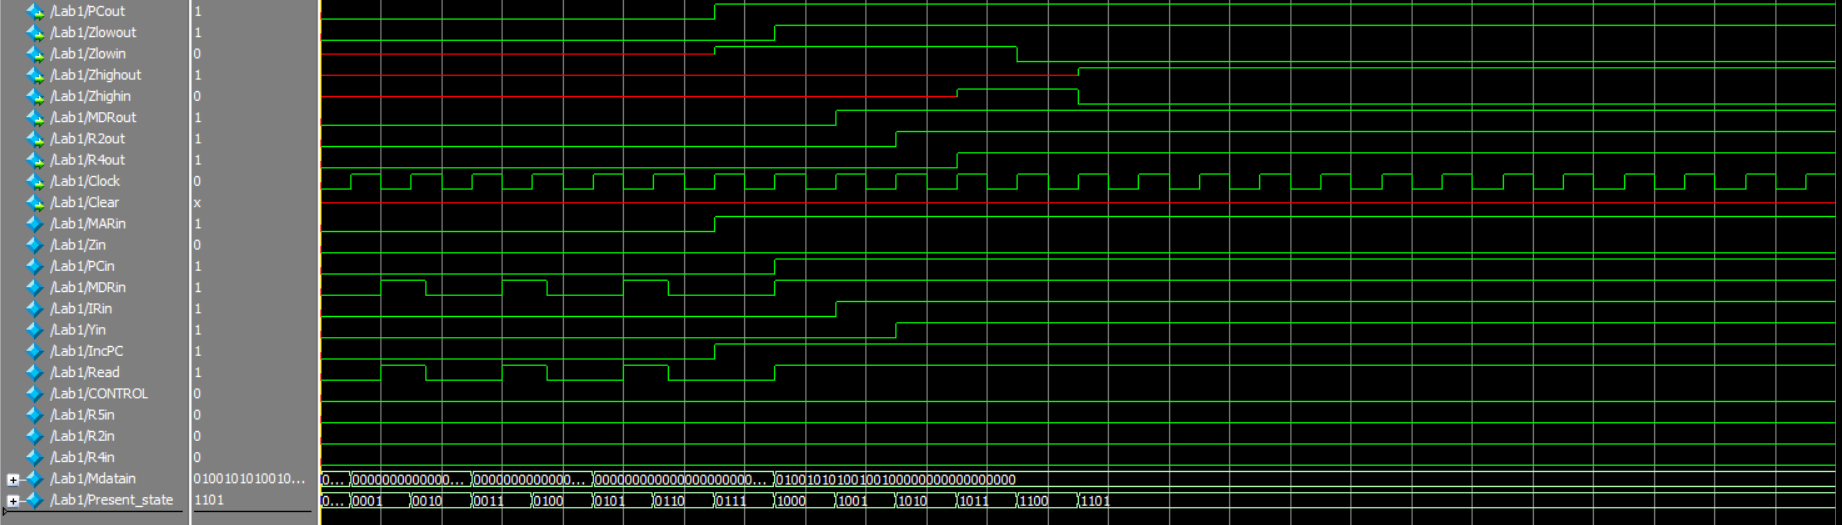 /Lab1/PCout 1
/Lab1/Zlowout 1
/Lab1/Zlowin 0
/Lab1/Zhighout 1
/Lab1/Zhighin 0
/Lab1/MDRout 1
/Lab1/R2out 1
/Lab1/R4out 1
/Lab1/Clock 0
/Lab1/Clear x
/Lab1/MARin 1
/Lab1/Zin 0
/Lab1/PCin 1
/Lab1/MDRin 1
/Lab1/IRin 1
/Lab1/Yin 1
/Lab1/IncPC 1
/Lab1/Read 1
/Lab1/CONTROL 0
/Lab1/R5in 0
/Lab1/R2in 0
/Lab1/R4in 0
/Lab1/Mdatain 0100101010010... 0... 0000000000000... 0000000000000... 00000000000000000000... 01001010100100100000000000000000
/Lab1/Present_state 1101 0... 0001 0010 0011 0100 0101 0110 0111 1000 1001 1010 1011 1100 1101